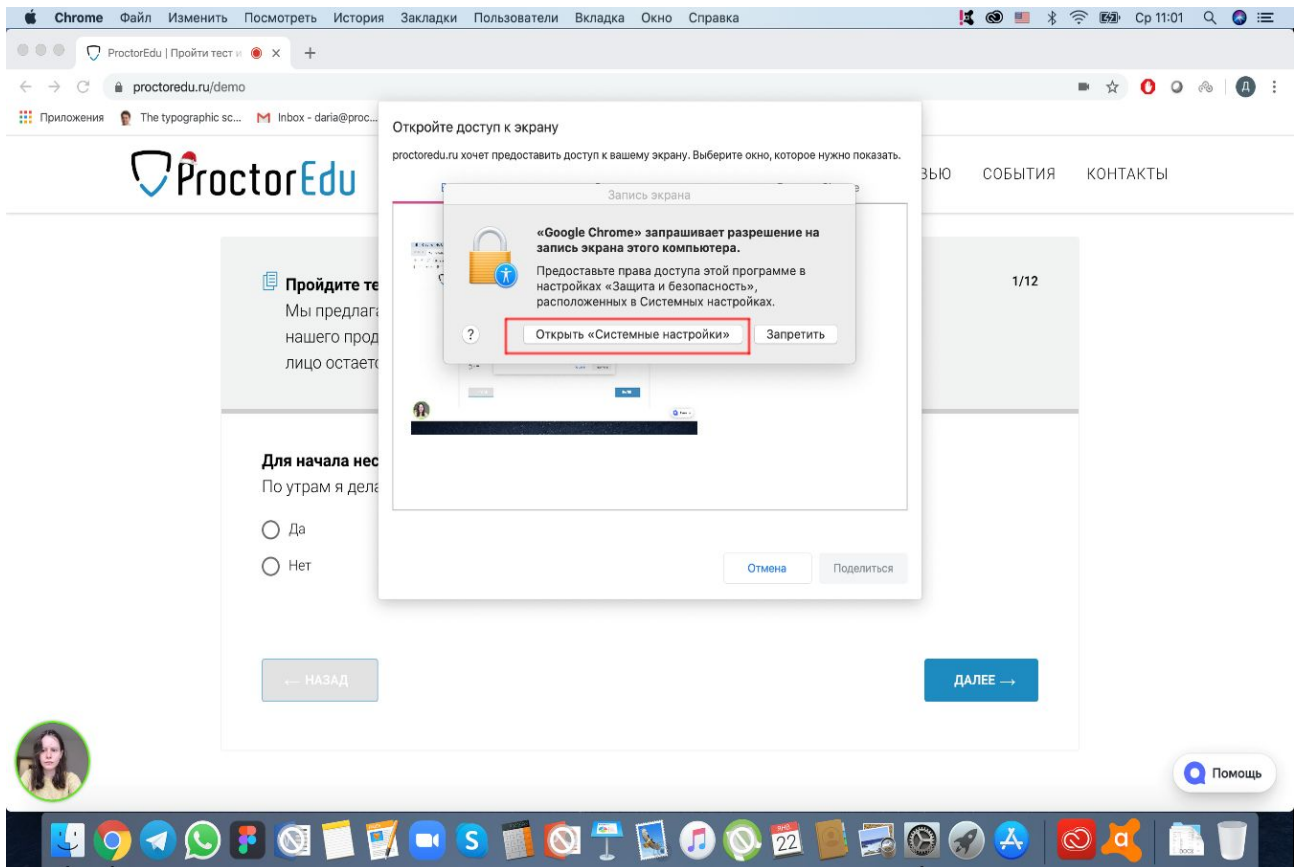 Chrome Файл Изменить Посмотреть История Закладки Пользователи Вкладка Окно Справка Ср 11:01
ProctorEdu | Пройти тест и
proctoredu.ru/demo Д
Приложения The typographic sc... Inbox - daria@proc...
Откройте доступ к экрану
proctoredu.ru хочет предоставить доступ к вашему экрану. Выберите окно, которое нужно показать.
ProctorEdu
ВЬЮ СОБЫТИЯ КОНТАКТЫ
Запись экрана
«Google Chrome» запрашивает разрешение на
запись экрана этого компьютера.
Предоставьте права доступа этой программе в
настройках «Защита и безопасность»,
расположенных в Системных настройках.
? Открыть «Системные настройки» Запретить
Пройдите те
1/12
Мы предлага
нашего прод
лицо остаетс
Для начала нес
По утрам я дела
Да
Нет
Отмена Поделиться
← НАЗАД
ДАЛЕЕ →
Помощь
22